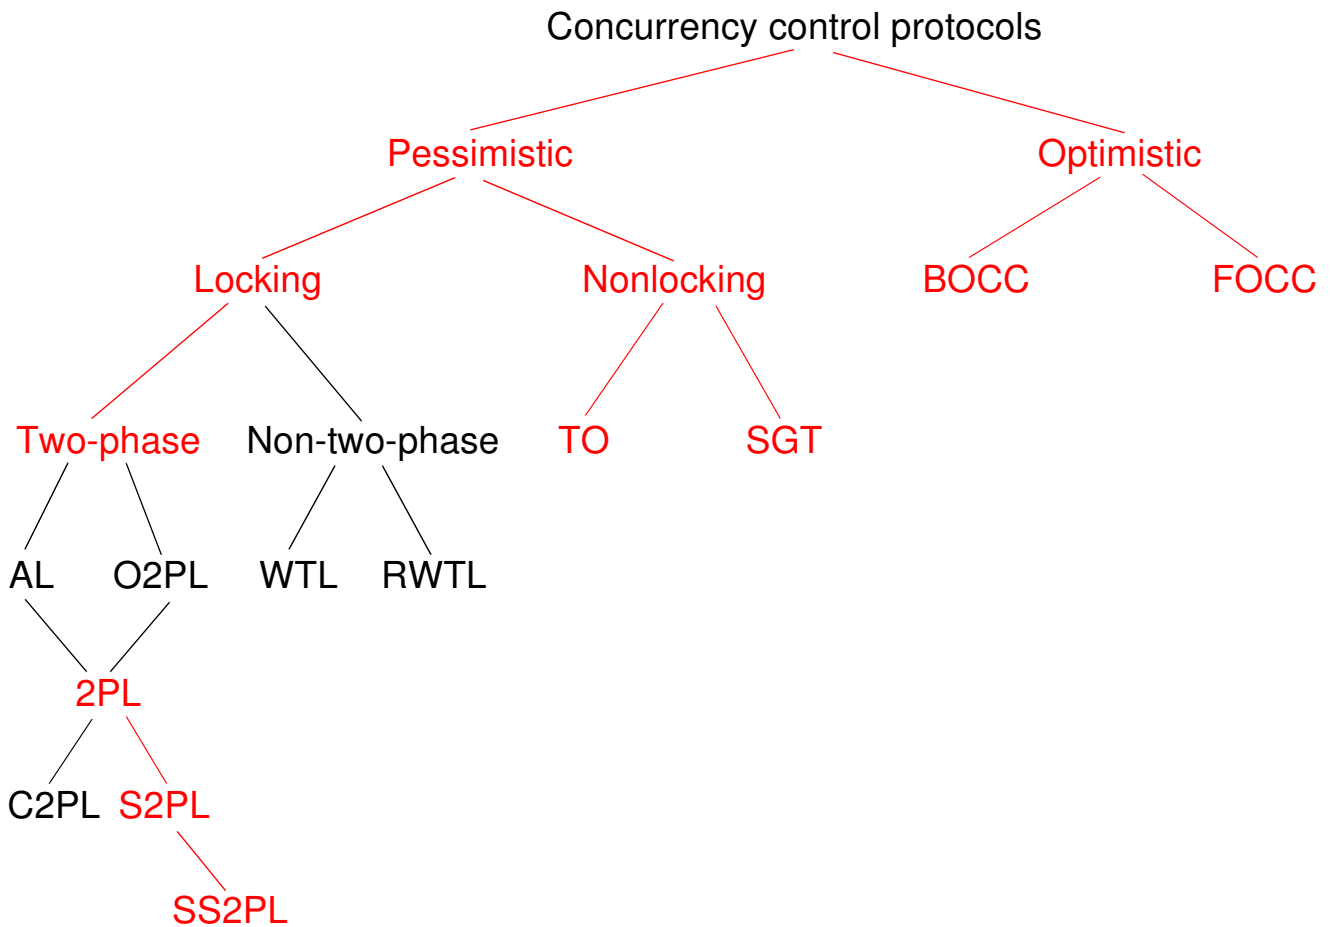 Concurrency control protocols
Pessimistic Optimistic
Locking Nonlocking BOCC FOCC
Two-phase Non-two-phase TO SGT
AL O2PL WTL RWTL
2PL
C2PL S2PL
SS2PL